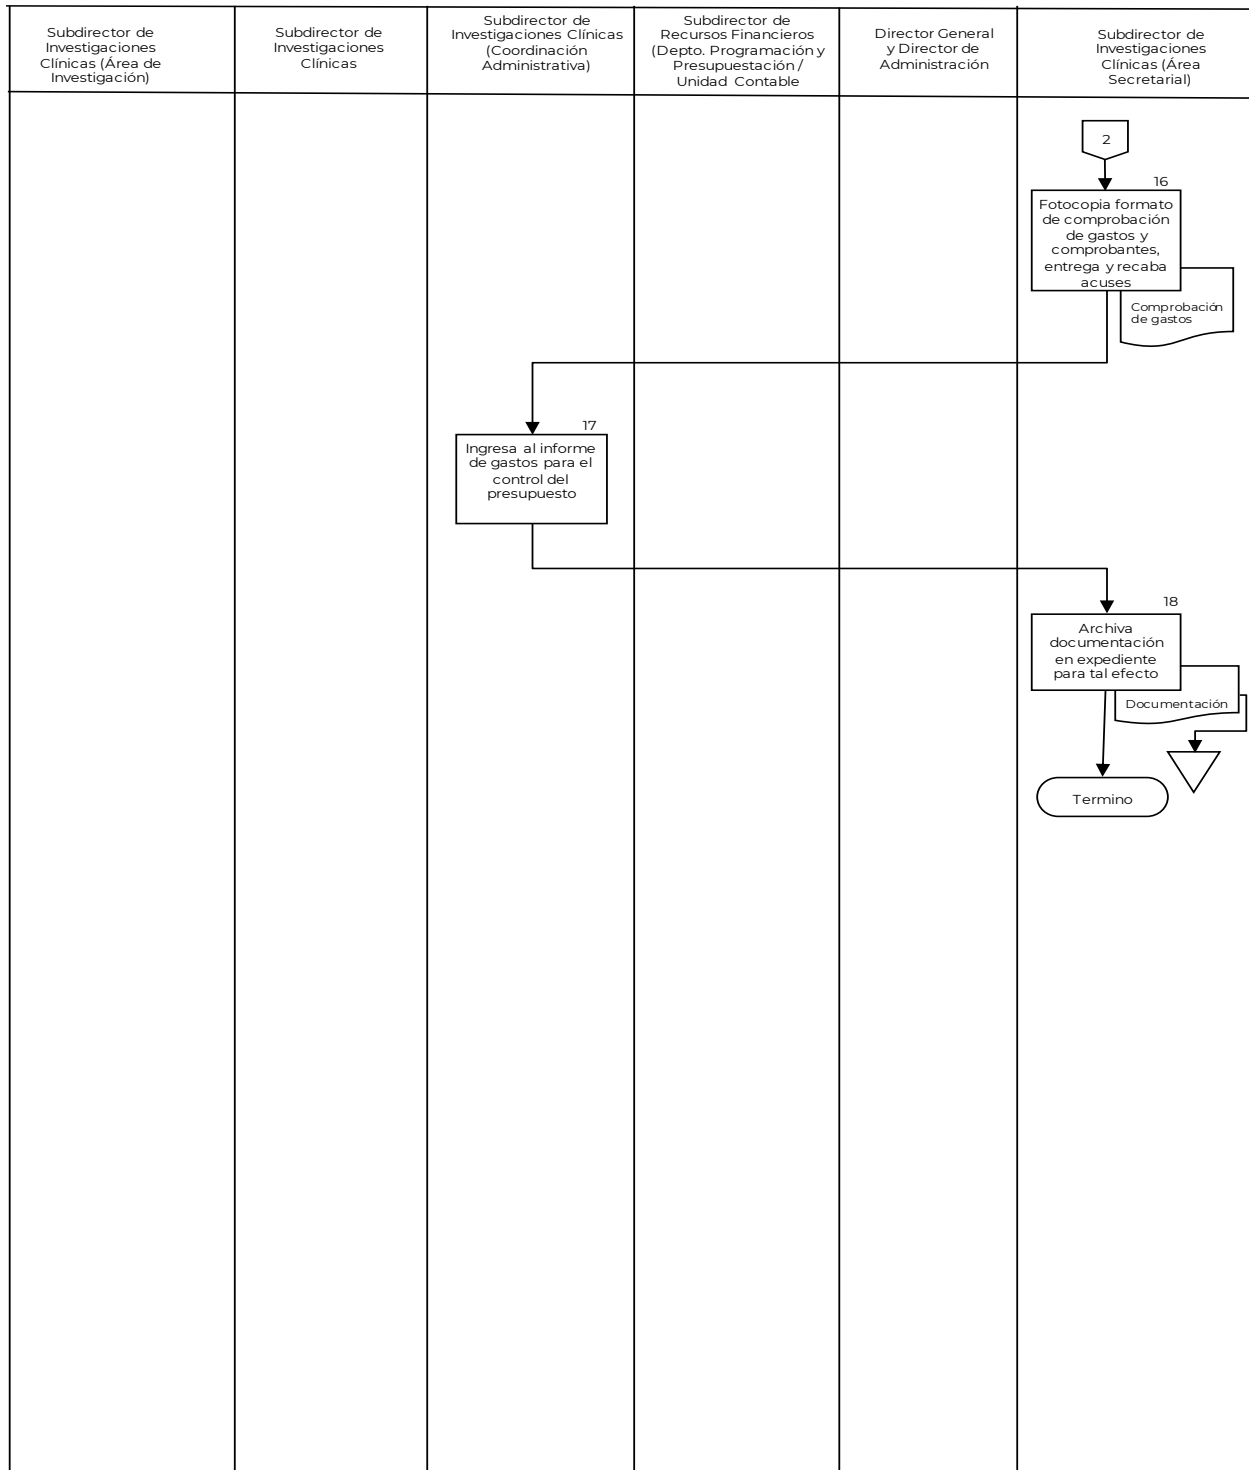 Subdirector de
Investigaciones
Clínicas (Área de
Investigación)
Subdirector de
Investigaciones
Clínicas
Subdirector de
Investigaciones Clínicas
(Coordinación
Administrativa)
Subdirector de
Recursos Financieros
(Depto. Programación y
Presupuestación /
Unidad Contable
Director General
y Director de
Administración
Subdirector de
Investigaciones
Clínicas (Área
Secretarial)
2
16
Fotocopia formato
de comprobación
de gastos y
comprobantes,
entrega y recaba
acuses
Comprobación
de gastos
17
Ingresa al informe
de gastos para el
control del
presupuesto
18
Archiva
documentación
en expediente
para tal efecto
Documentación
Termino